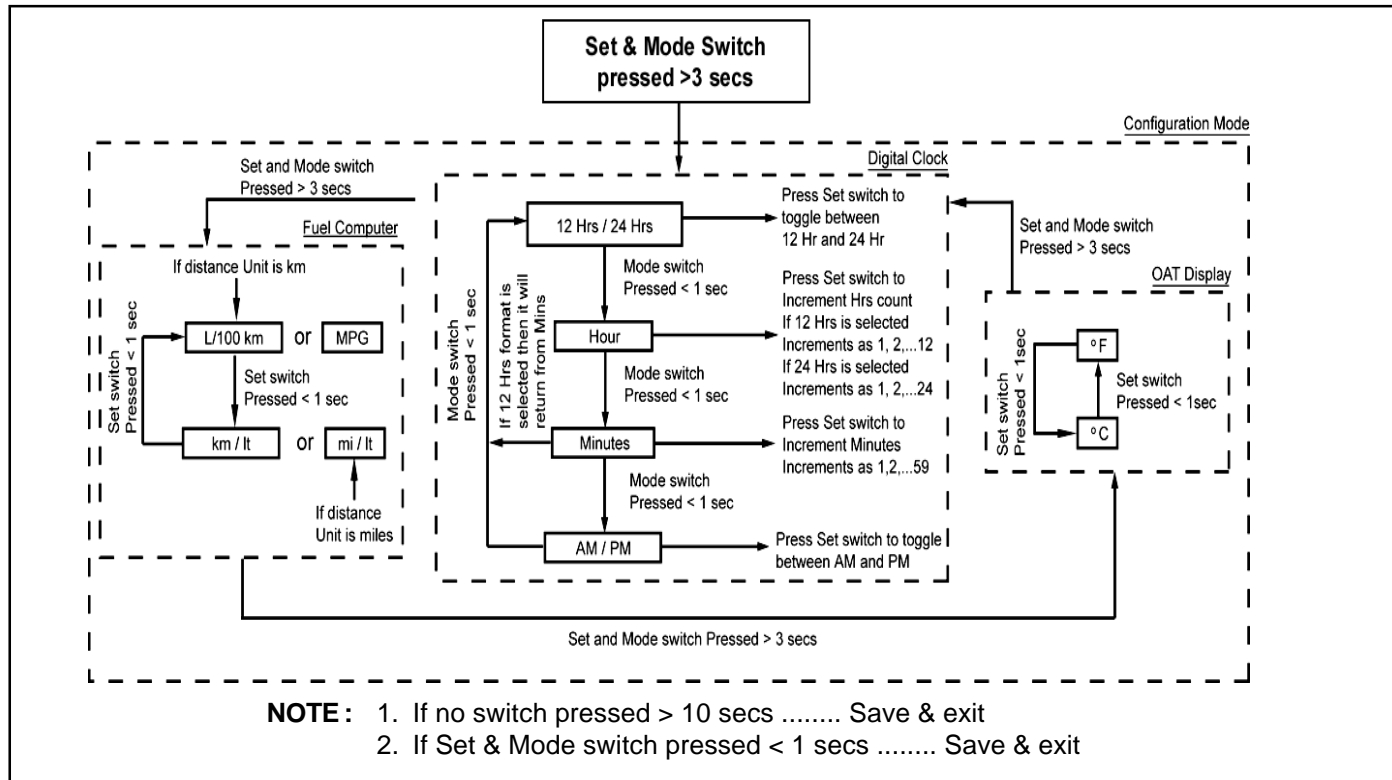 Set & Mode Switch
pressed >3 secs
Configuration Mode
Set and Mode switch
Pressed > 3 secs
Digital Clock
Fuel Computer
If distance Unit is km
L/100 km or MPG
Set switch
Pressed < 1 sec
Set switch
Pressed < 1 sec
km / lt or mi / lt
If distance
Unit is miles
12 Hrs / 24 Hrs
Press Set switch to
toggle between
12 Hr and 24 Hr
Mode switch
Pressed < 1 sec
Mode switch
Pressed < 1 sec
If 12 Hrs format is
selected then it will
return from Mins
Hour
Press Set switch to
Increment Hrs count
If 12 Hrs is selected
Increments as 1, 2,...12
If 24 Hrs is selected
Increments as 1, 2,...24
Mode switch
Pressed < 1 sec
Minutes
Press Set switch to
Increment Minutes
Increments as 1,2,...59
Mode switch
Pressed < 1 sec
AM / PM
Press Set switch to toggle
between AM and PM
Set and Mode switch
Pressed > 3 secs
OAT Display
°F
Set switch
Pressed < 1sec
Set switch
Pressed < 1sec
°C
Set and Mode switch Pressed > 3 secs
NOTE : 1. If no switch pressed > 10 secs ........ Save & exit
2. If Set & Mode switch pressed < 1 secs ........ Save & exit